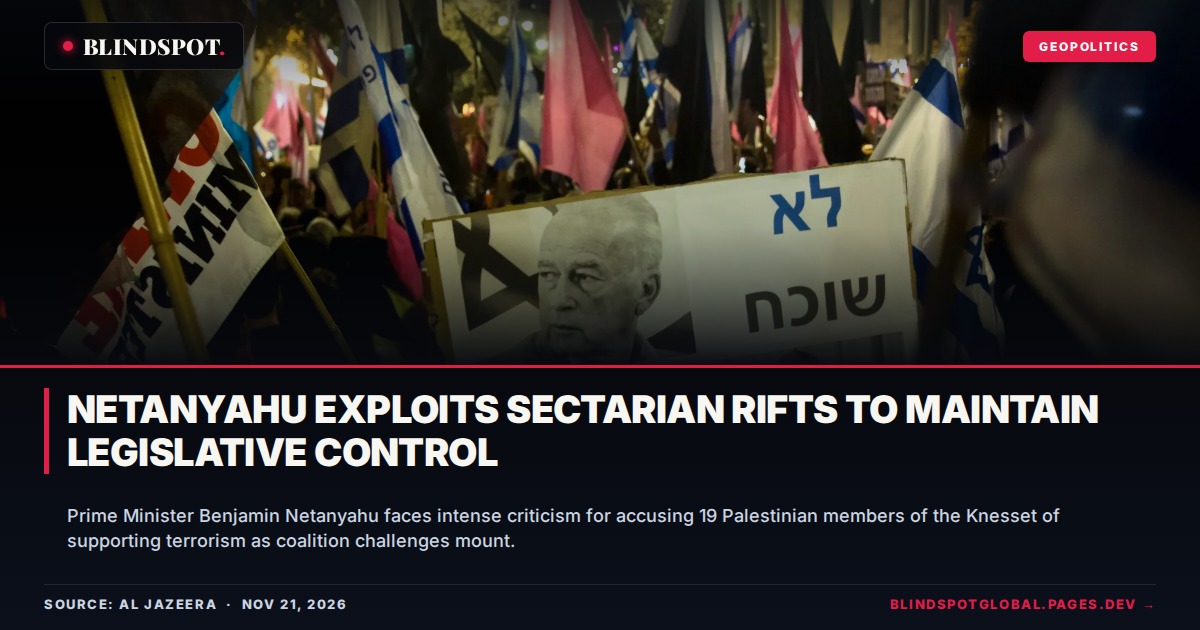 BLINDSPOT.
GEOPOLITICS
לא
שוכח
NETANYAHU EXPLOITS SECTARIAN RIFTS TO MAINTAIN
LEGISLATIVE CONTROL
Prime Minister Benjamin Netanyahu faces intense criticism for accusing 19 Palestinian members of the Knesset of
supporting terrorism as coalition challenges mount.
SOURCE: AL JAZEERA · NOV 21, 2026
BLINDSPOTGLOBAL.PAGES.DEV →